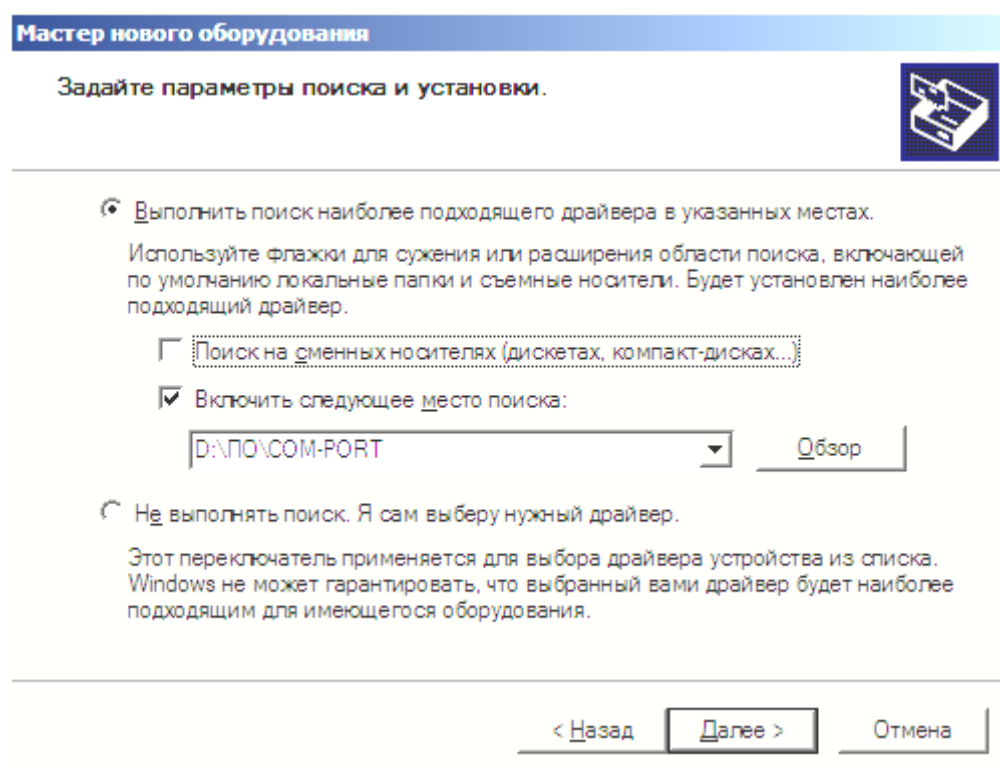 Мастер нового оборудования
Задайте параметры поиска и установки.
Выполнить поиск наиболее подходящего драйвера в указанных местах.
Используйте флажки для сужения или расширения области поиска, включающей
по умолчанию локальные папки и съемные носители. Будет установлен наиболее
подходящий драйвер.
Поиск на сменных носителях (дискетах, компакт-дисках...)
Включить следующее место поиска:
D:\ПО\COM-PORT
Обзор
Не выполнять поиск. Я сам выберу нужный драйвер.
Этот переключатель применяется для выбора драйвера устройства из списка.
Windows не может гарантировать, что выбранный вами драйвер будет наиболее
подходящим для имеющегося оборудования.
< Назад Далее > Отмена